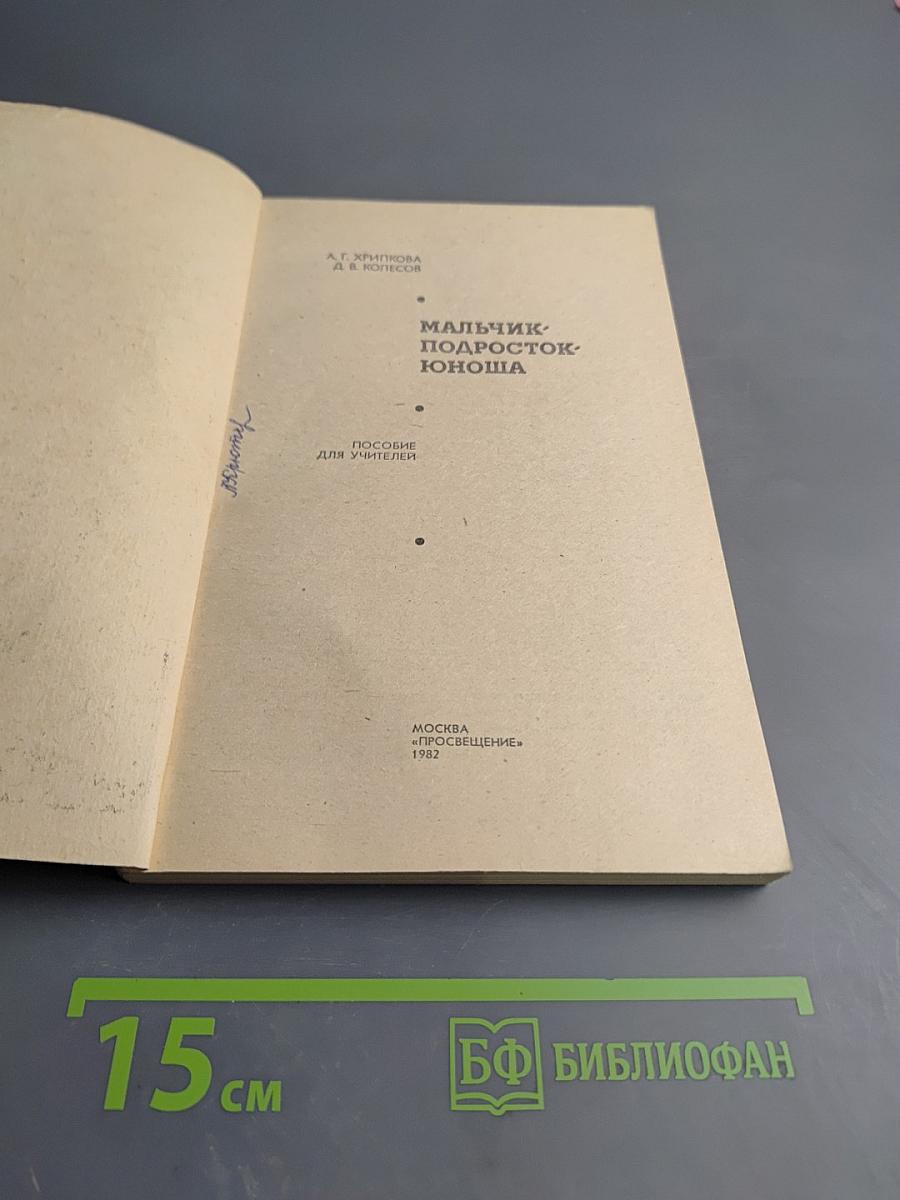 А. Г. ХРИПКОВА
Д. В. КОЛЕСОВ
МАЛЬЧИК-
ПОДРОСТОК-
ЮНОША
ПОСОБИЕ
ДЛЯ УЧИТЕЛЕЙ
МОСКВА
«ПРОСВЕЩЕНИЕ»
1982
15 СМ
БФ БИБЛИОФАН